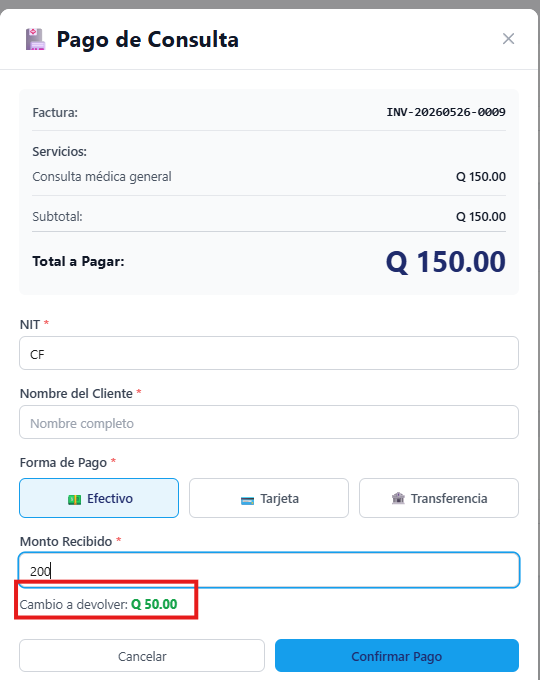 Pago de Consulta
Factura: INV-20260526-0009
Servicios:
Consulta médica general Q 150.00
Subtotal: Q 150.00
Total a Pagar: Q 150.00
NIT *
CF
Nombre del Cliente *
Nombre completo
Forma de Pago *
Efectivo Tarjeta Transferencia
Monto Recibido *
200
Cambio a devolver: Q 50.00
Cancelar Confirmar Pago